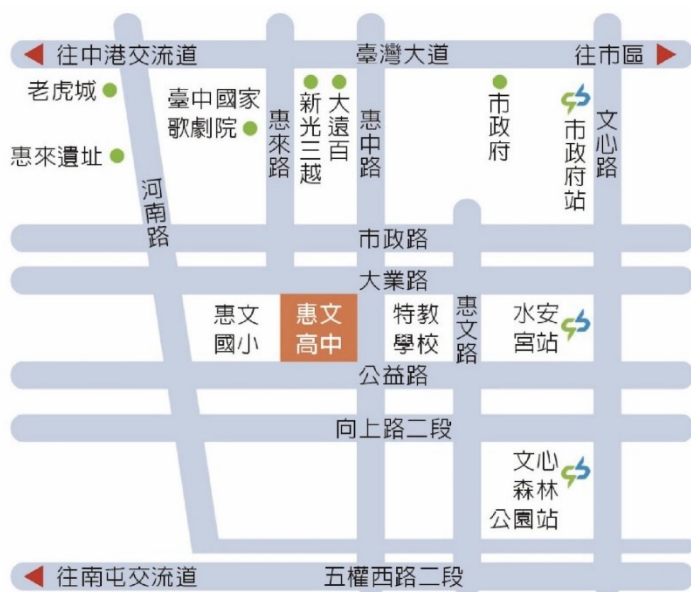 往中港交流道
臺灣大道
往市區
老虎城
臺中國家
歌劇院
惠來路
新光三越
大遠百
惠中路
市政府
市政府站
文心路
惠來遺址
河南路
市政路
大業路
惠文
國小
惠文
高中
特教
學校
惠文路
水安
宮站
公益路
向上路二段
文心
森林
公園站
往南屯交流道
五權西路二段